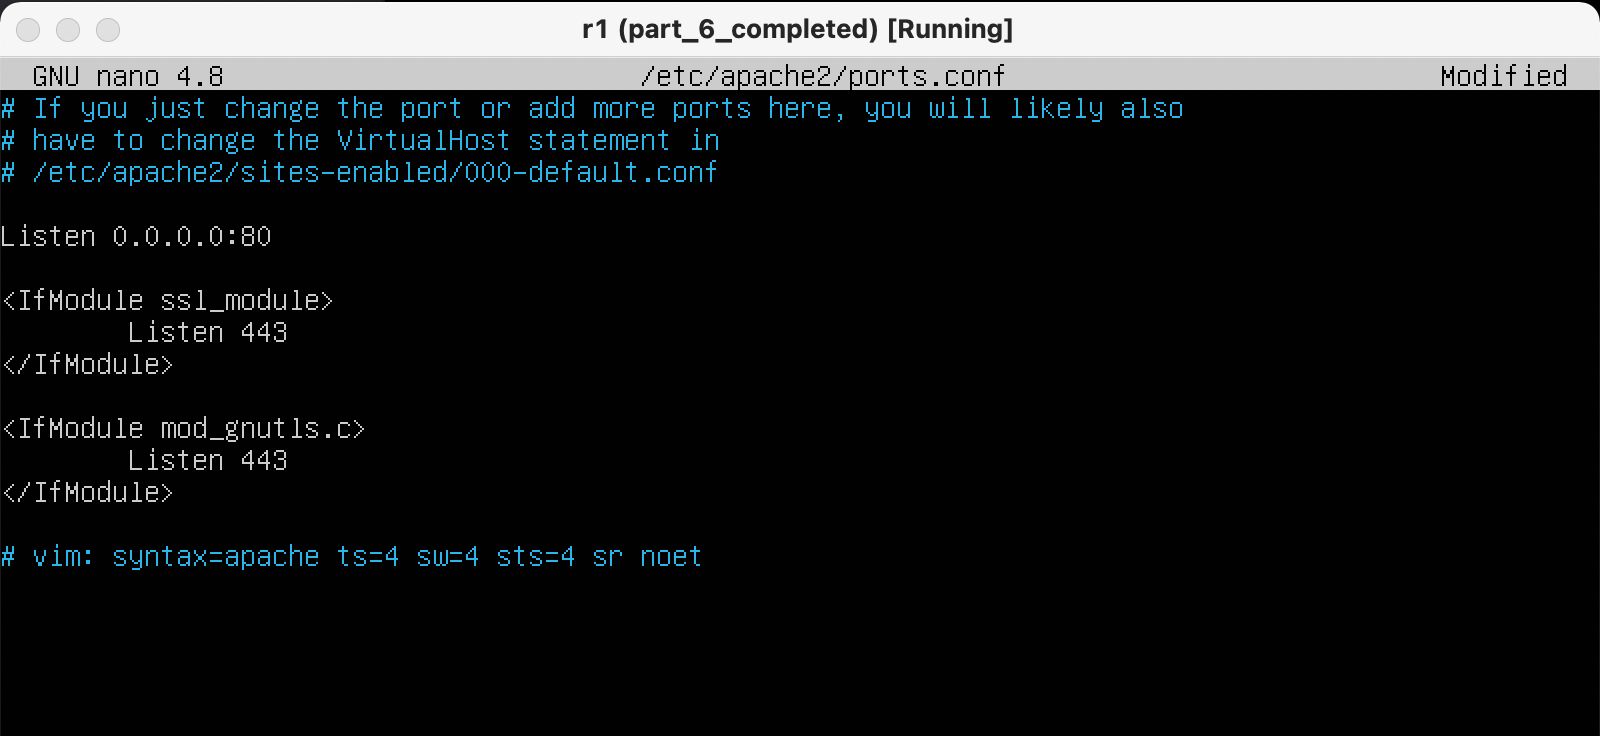 r1 (part_6_completed) [Running]
GNU nano 4.8 /etc/apache2/ports.conf Modified
# If you just change the port or add more ports here, you will likely also
# have to change the VirtualHost statement in
# /etc/apache2/sites-enabled/000-default.conf
Listen 0.0.0.0:80
<IfModule ssl_module>
Listen 443
</IfModule>
<IfModule mod_gnutls.c>
Listen 443
</IfModule>
# vim: syntax=apache ts=4 sw=4 sts=4 sr noet